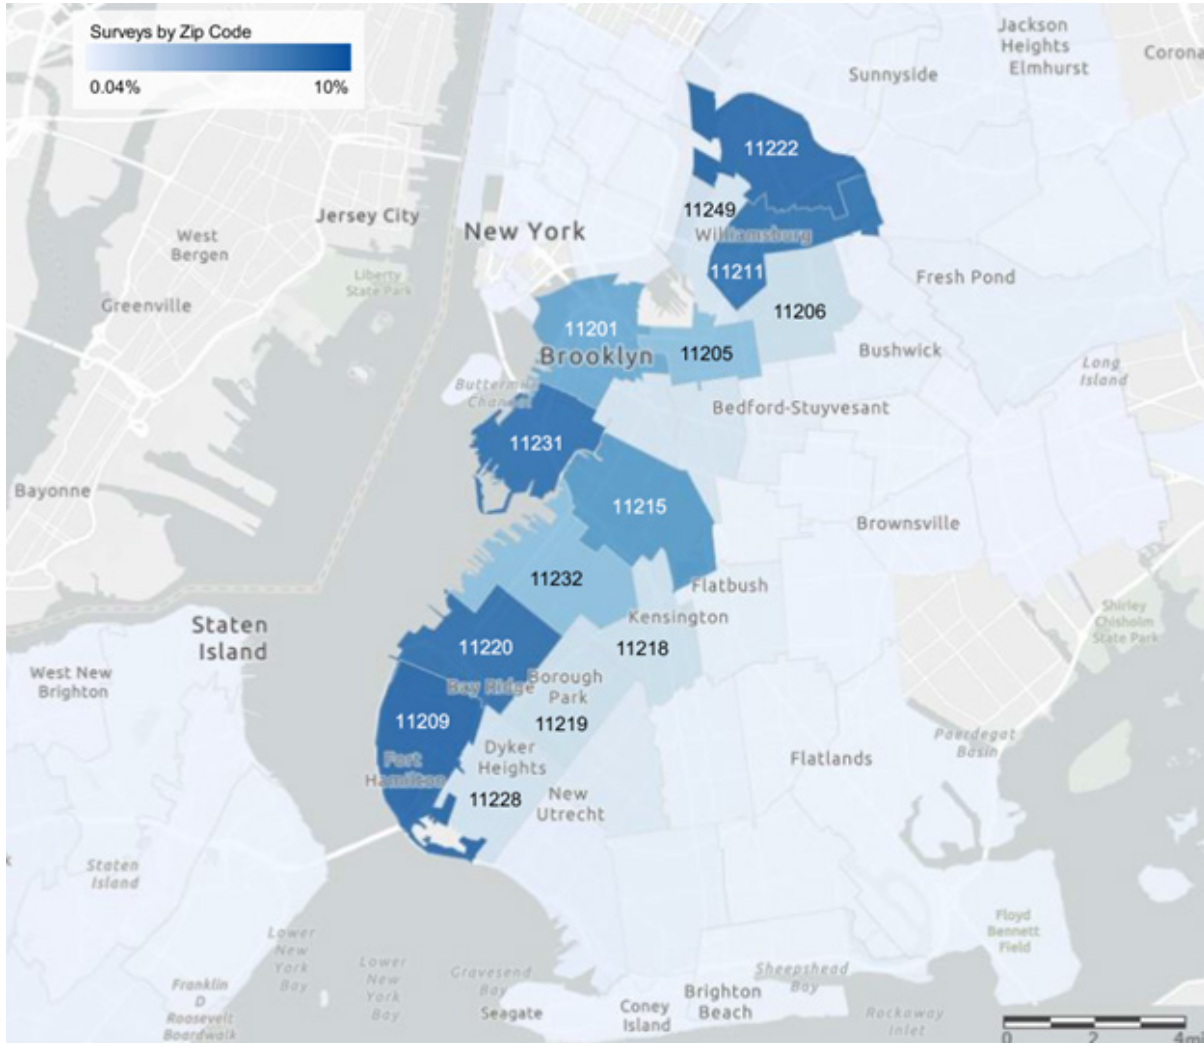 Surveys by Zip Code
0.04% 10%
Jackson
Heights
Elmhurst
Corona
Sunnyside
11222
Jersey City
New York
11249
Williamsburg
West
Bergen
Liberty
State Park
11211
Fresh Pond
Greenville
11206
11201
Brooklyn
11205
Bushwick
Long
Island
Buttermilk
Channel
Bedford-Stuyvesant
11231
Bayonne
11215
Brownsville
11232
Flatbush
Kensington
Shirley
Chisholm
State Park
Staten
Island
11220
11218
West New
Brighton
Bay Ridge
Borough
Park
11209
11219
Paerdegat
Basin
Dyker
Heights
Flatlands
Fort
Hamilton
11228
New
Utrecht
k
Staten
Island
Floyd
Bennett
Field
Lower
New
York
Bay
Lower
New
York
Bay
Gravesend
Bay
Sheepshead
Bay
Franklin
D
Roosevelt
Boardwalk
Seagate
Coney
Island
Brighton
Beach
Rockaway
Inlet
0 2 4mi